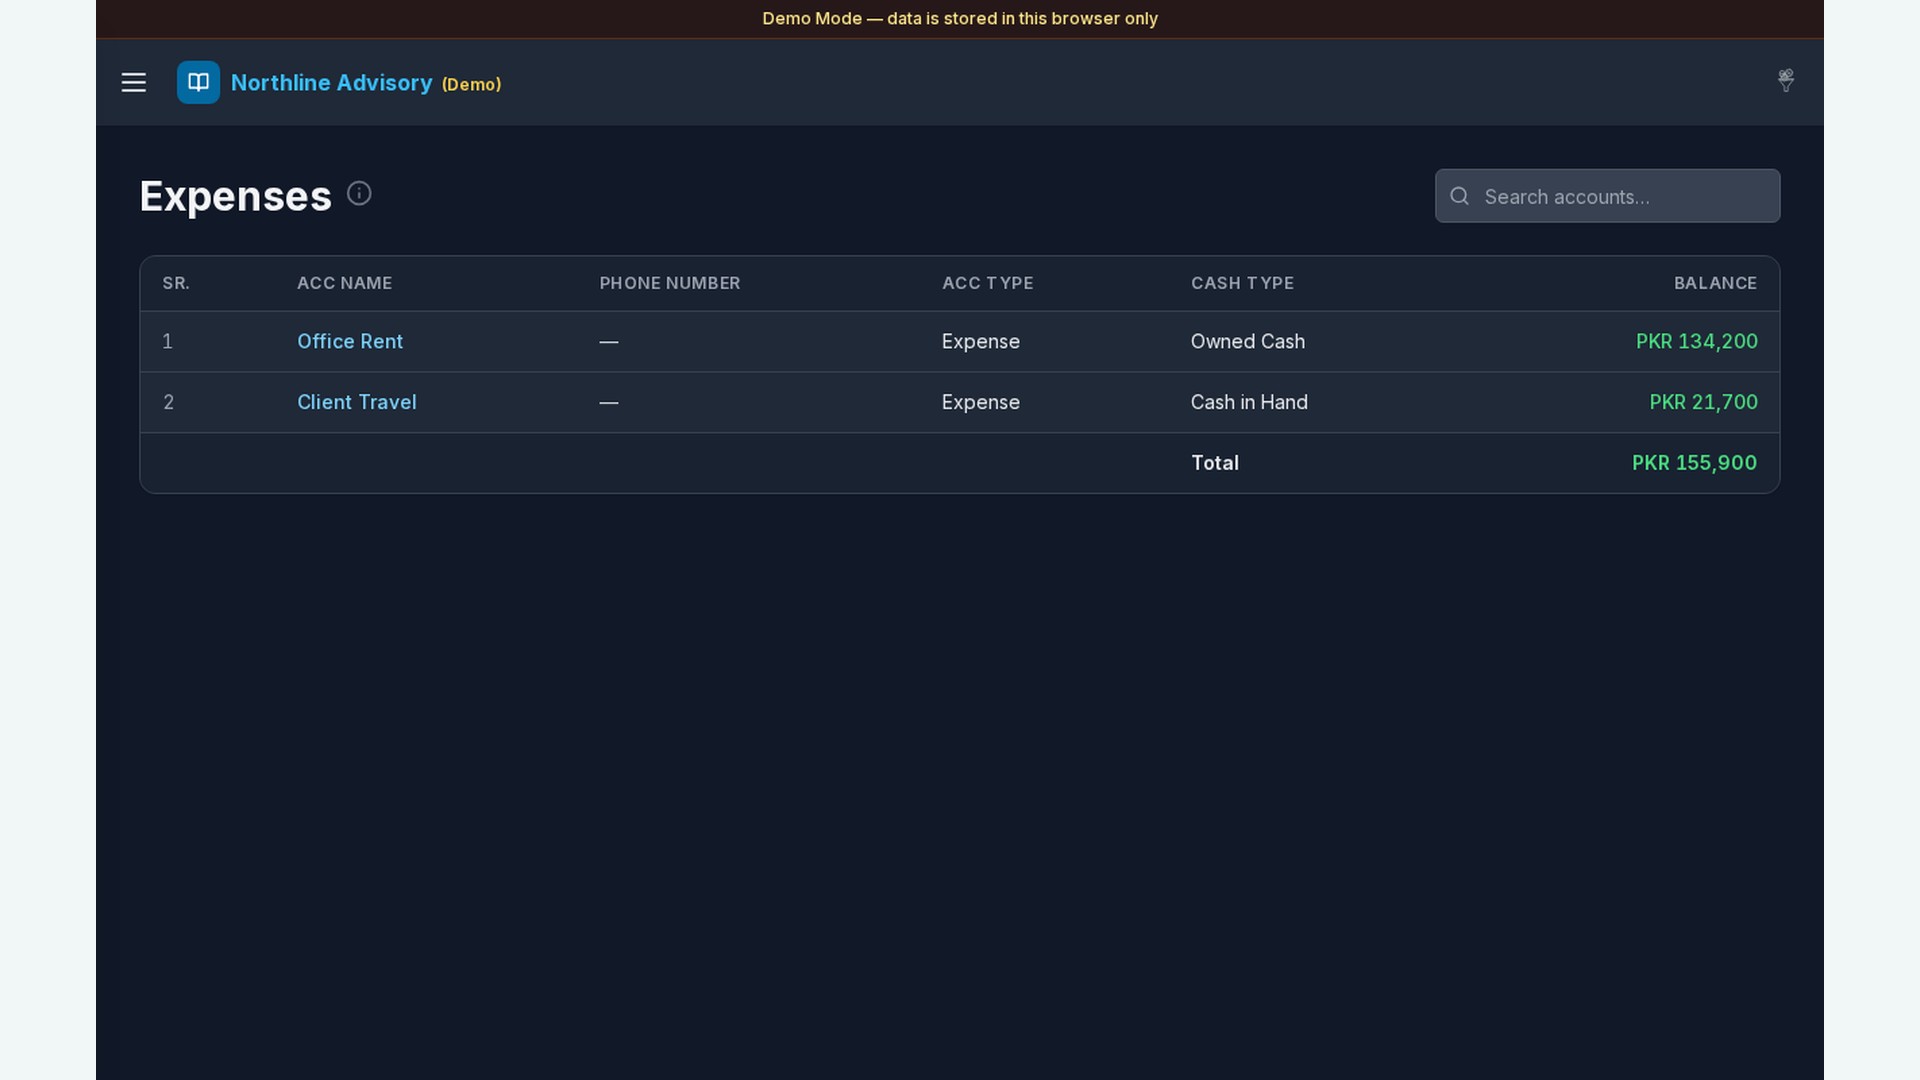 Demo Mode — data is stored in this browser only
Northline Advisory (Demo)
Expenses
Search accounts...
SR. ACC NAME PHONE NUMBER ACC TYPE CASH TYPE BALANCE
1 Office Rent — Expense Owned Cash PKR 134,200
2 Client Travel — Expense Cash in Hand PKR 21,700
Total PKR 155,900